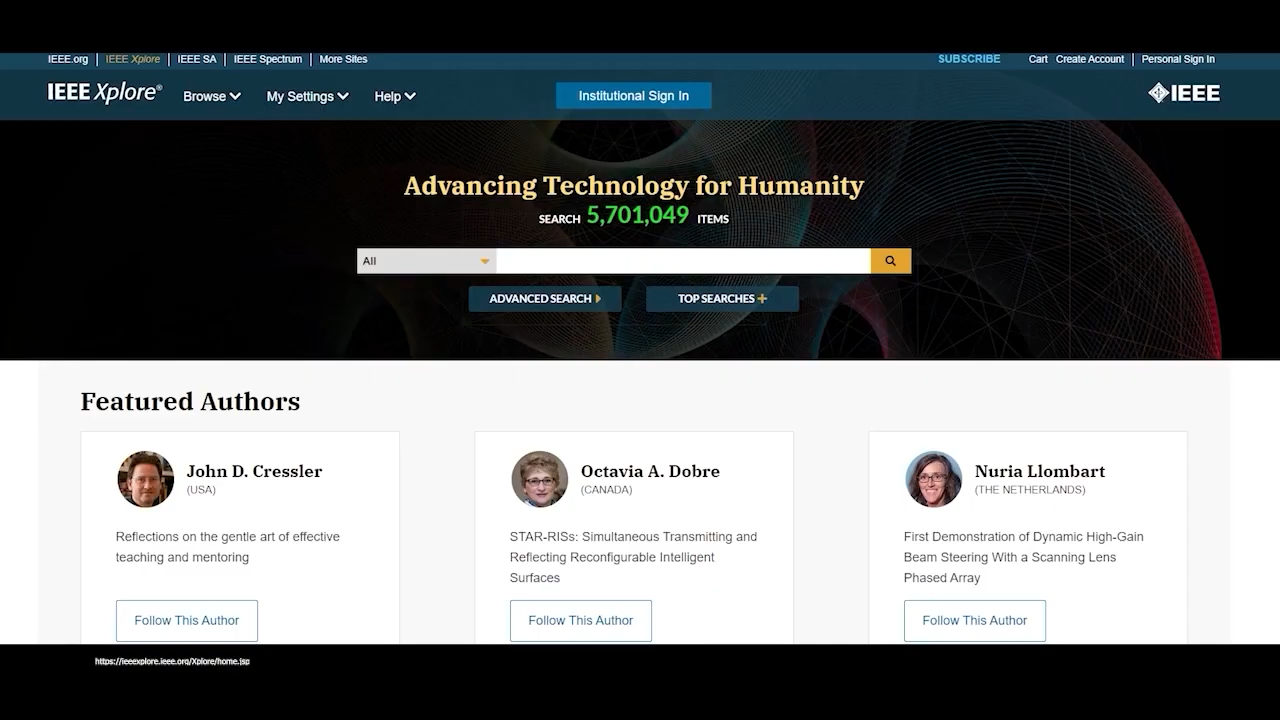 IEEE.org IEEE Xplore IEEE SA IEEE Spectrum More Sites SUBSCRIBE Cart Create Account Personal Sign In
IEEE Xplore® Browse My Settings Help Institutional Sign In IEEE
Advancing Technology for Humanity
SEARCH 5,701,049 ITEMS
All
ADVANCED SEARCH TOP SEARCHES
Featured Authors
John D. Cressler
(USA)
Reflections on the gentle art of effective
teaching and mentoring
Follow This Author
Octavia A. Dobre
(CANADA)
STAR-RISs: Simultaneous Transmitting and
Reflecting Reconfigurable Intelligent
Surfaces
Follow This Author
Nuria Llombart
(THE NETHERLANDS)
First Demonstration of Dynamic High-Gain
Beam Steering With a Scanning Lens
Phased Array
Follow This Author
https://ieeexplore.ieee.org/Xplore/home.jsp